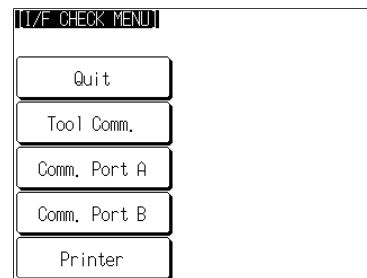 [I/F CHECK MENU]
Quit
Tool Comm.
Comm. Port A
Comm. Port B
Printer